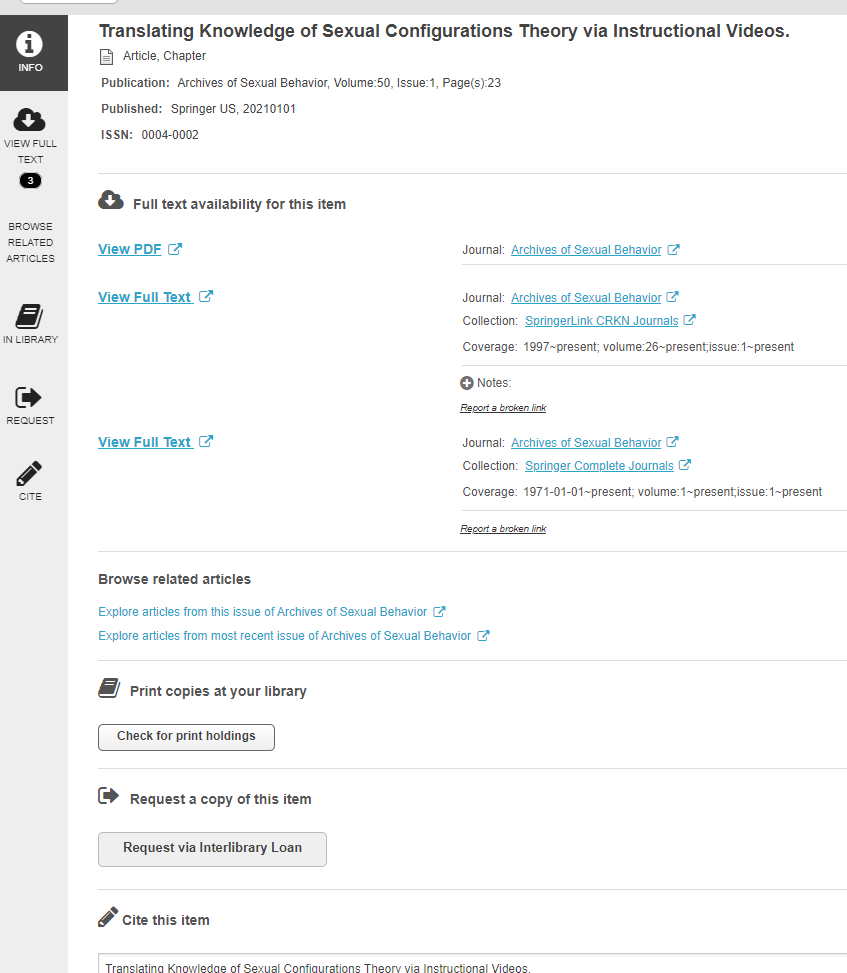 Translating Knowledge of Sexual Configurations Theory via Instructional Videos.
Article, Chapter
Publication: Archives of Sexual Behavior, Volume:50, Issue:1, Page(s):23
Published: Springer US, 20210101
ISSN: 0004-0002
INFO
VIEW FULL
TEXT
3
BROWSE
RELATED
ARTICLES
IN LIBRARY
REQUEST
CITE
Full text availability for this item
View PDF
Journal: Archives of Sexual Behavior
View Full Text
Journal: Archives of Sexual Behavior
Collection: SpringerLink CRKN Journals
Coverage: 1997~present; volume:26~present;issue:1~present
Notes:
Report a broken link
View Full Text
Journal: Archives of Sexual Behavior
Collection: Springer Complete Journals
Coverage: 1971-01-01~present; volume:1~present;issue:1~present
Report a broken link
Browse related articles
Explore articles from this issue of Archives of Sexual Behavior
Explore articles from most recent issue of Archives of Sexual Behavior
Print copies at your library
Check for print holdings
Request a copy of this item
Request via Interlibrary Loan
Cite this item
Translating Knowledge of Sexual Configurations Theory via Instructional Videos.